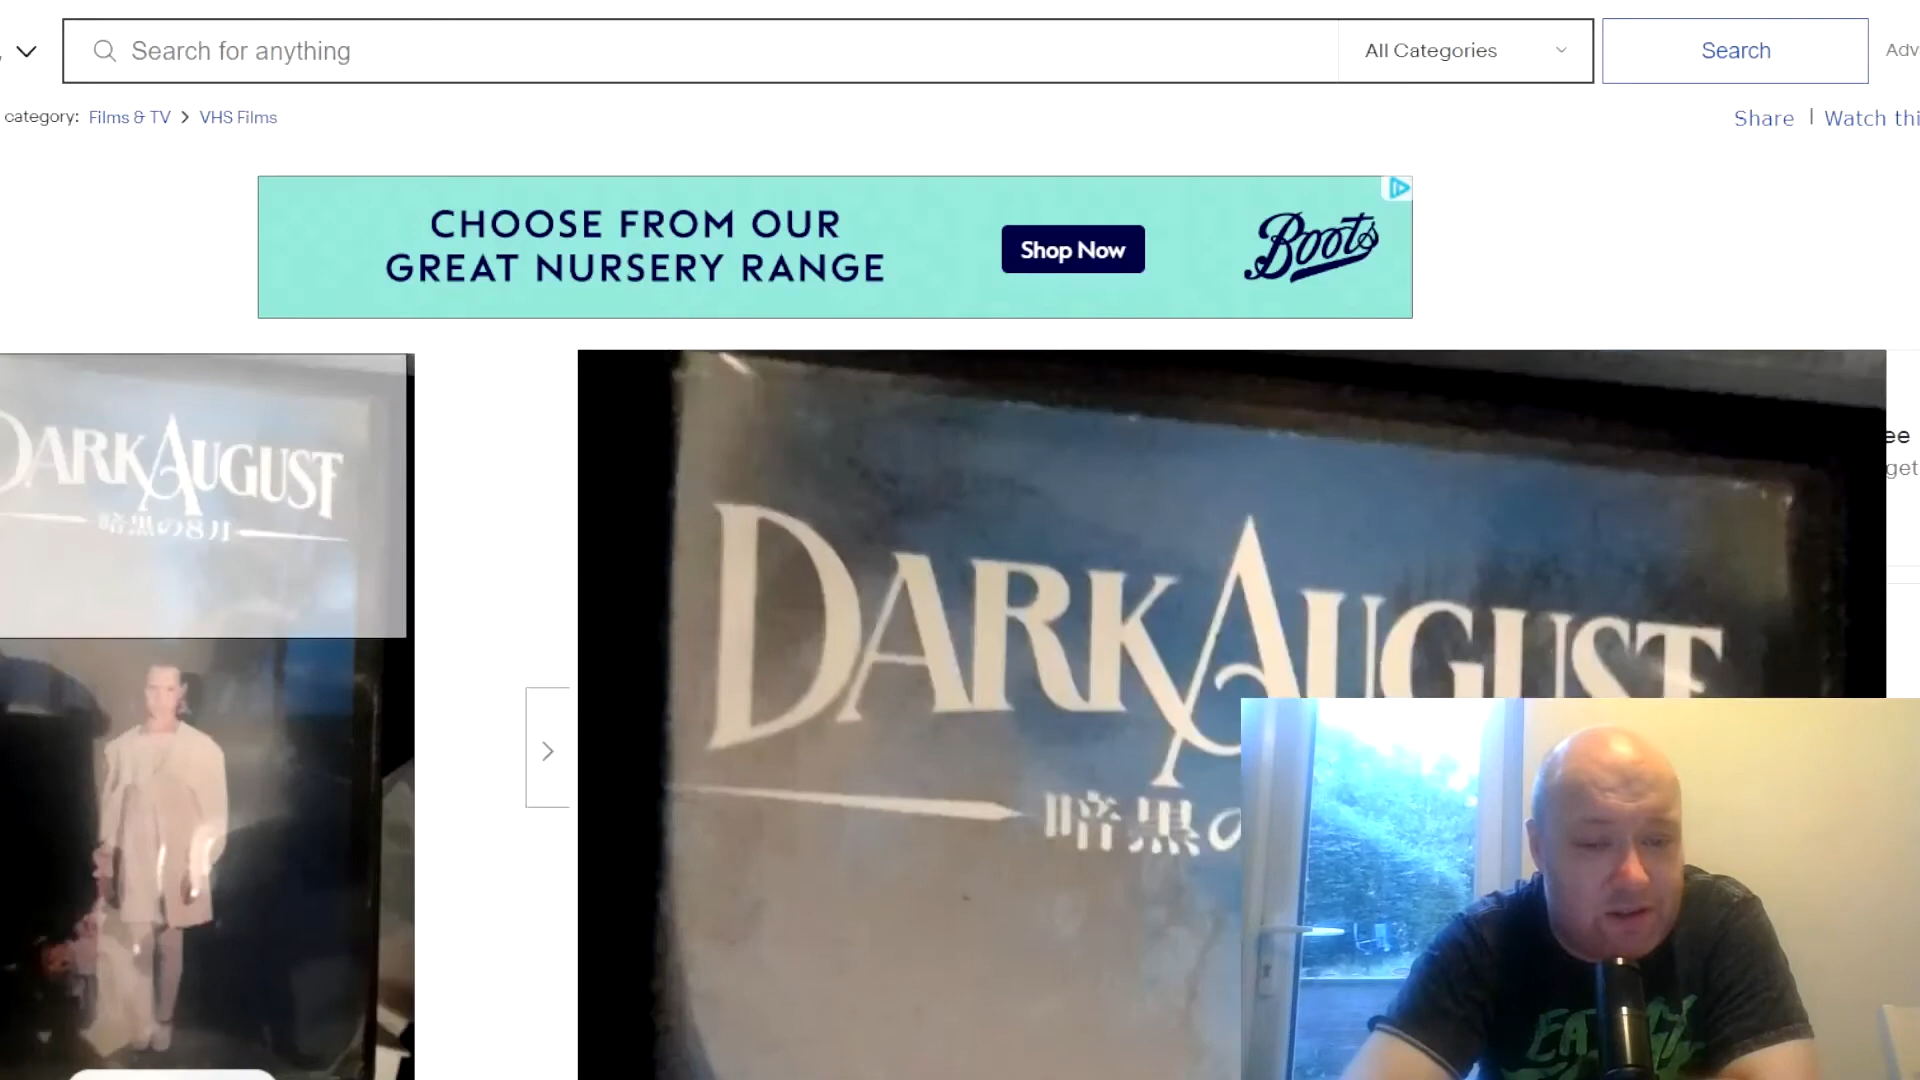 Search for anything
All Categories
Search
Adv
category: Films & TV > VHS Films
Share | Watch thi
CHOOSE FROM OUR
GREAT NURSERY RANGE
Shop Now
Boots
DARK AUGUST
暗黒の8月
DARK AUGUST
暗黒の
ee
get